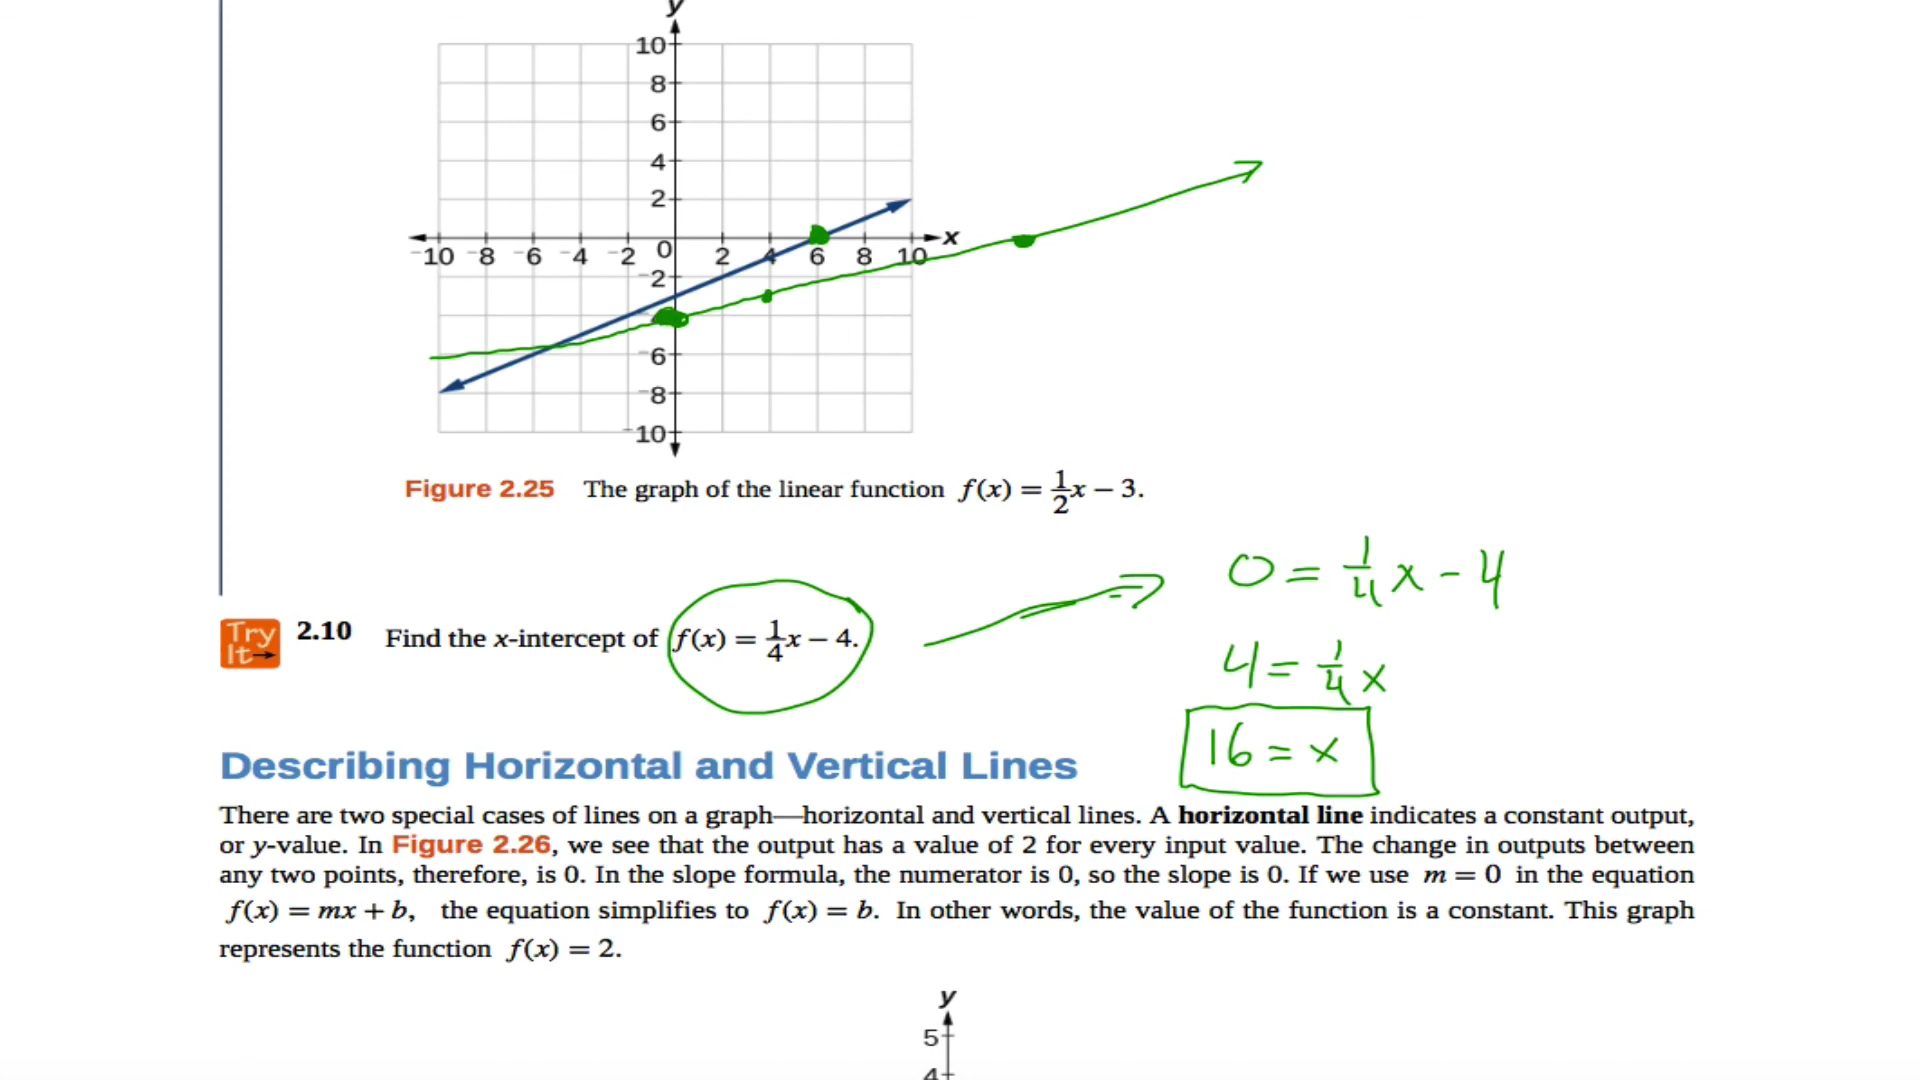 y
10
8
6
4
2
-10 -8 -6 -4 -2 0 2 4 6 8 10 x
-2
-6
-8
-10
Figure 2.25 The graph of the linear function f(x) = 1/2 x − 3.
0 = 1/4 x - 4
Try It 2.10 Find the x-intercept of f(x) = 1/4 x − 4.
4 = 1/4 x
16 = x
Describing Horizontal and Vertical Lines
There are two special cases of lines on a graph—horizontal and vertical lines. A horizontal line indicates a constant output,
or y-value. In Figure 2.26, we see that the output has a value of 2 for every input value. The change in outputs between
any two points, therefore, is 0. In the slope formula, the numerator is 0, so the slope is 0. If we use m = 0 in the equation
f(x) = mx + b, the equation simplifies to f(x) = b. In other words, the value of the function is a constant. This graph
represents the function f(x) = 2.
y
5
4